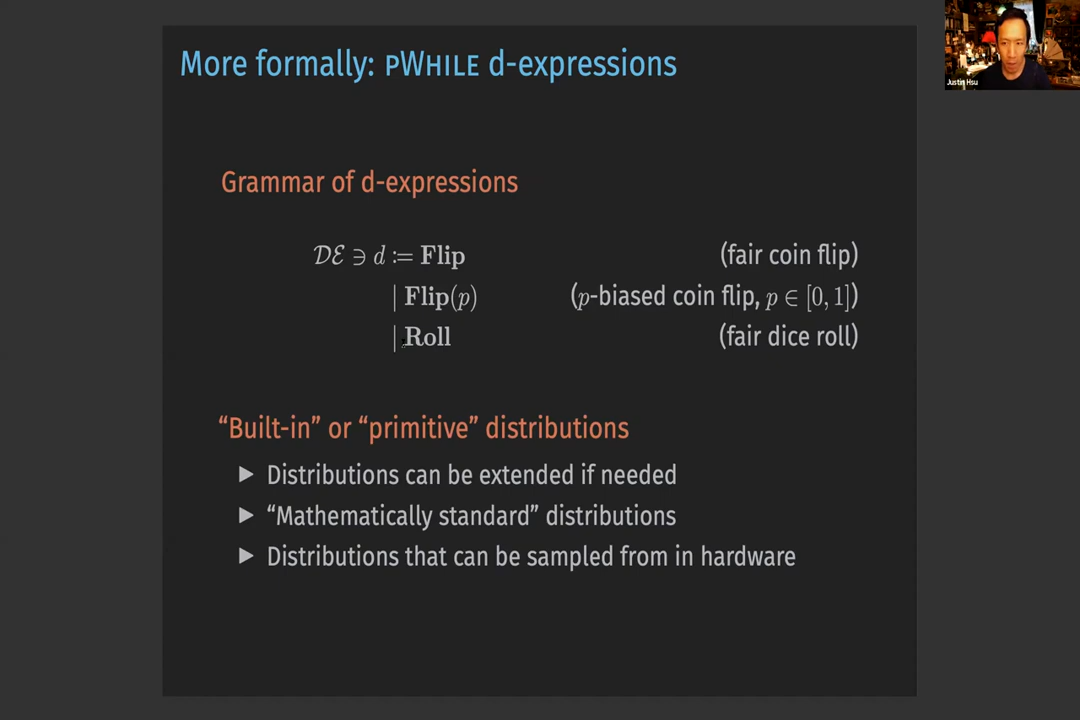 More formally: PWHILE d-expressions
Justin Hsu
Grammar of d-expressions
𝒟ℰ ∋ d := Flip (fair coin flip)
| Flip(p) (p-biased coin flip, p ∈ [0, 1])
| Roll (fair dice roll)
“Built-in” or “primitive” distributions
▶ Distributions can be extended if needed
▶ “Mathematically standard” distributions
▶ Distributions that can be sampled from in hardware